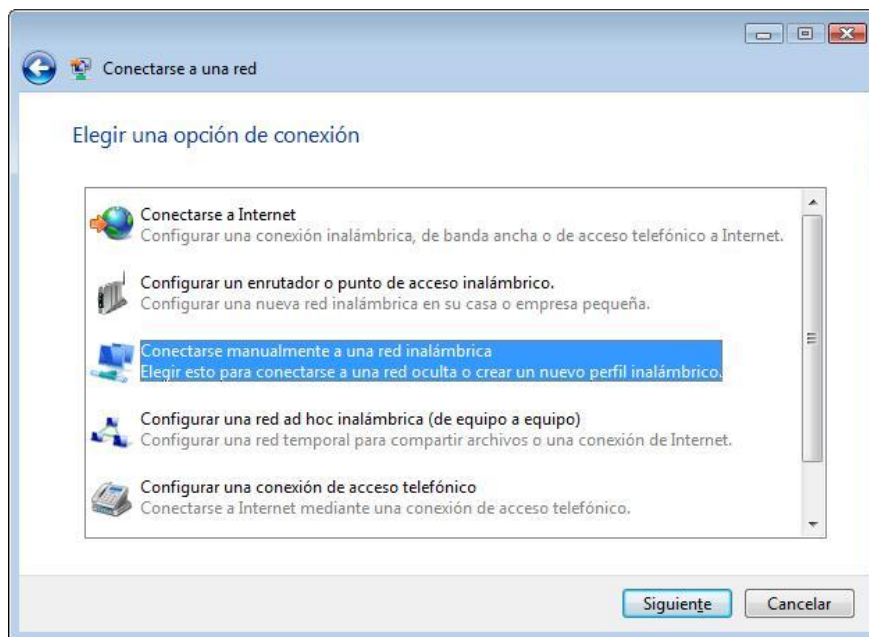 Conectarse a una red
Elegir una opción de conexión
Conectarse a Internet
Configurar una conexión inalámbrica, de banda ancha o de acceso telefónico a Internet.
Configurar un enrutador o punto de acceso inalámbrico.
Configurar una nueva red inalámbrica en su casa o empresa pequeña.
Conectarse manualmente a una red inalámbrica
Elegir esto para conectarse a una red oculta o crear un nuevo perfil inalámbrico.
Configurar una red ad hoc inalámbrica (de equipo a equipo)
Configurar una red temporal para compartir archivos o una conexión de Internet.
Configurar una conexión de acceso telefónico
Conectarse a Internet mediante una conexión de acceso telefónico.
Siguiente
Cancelar